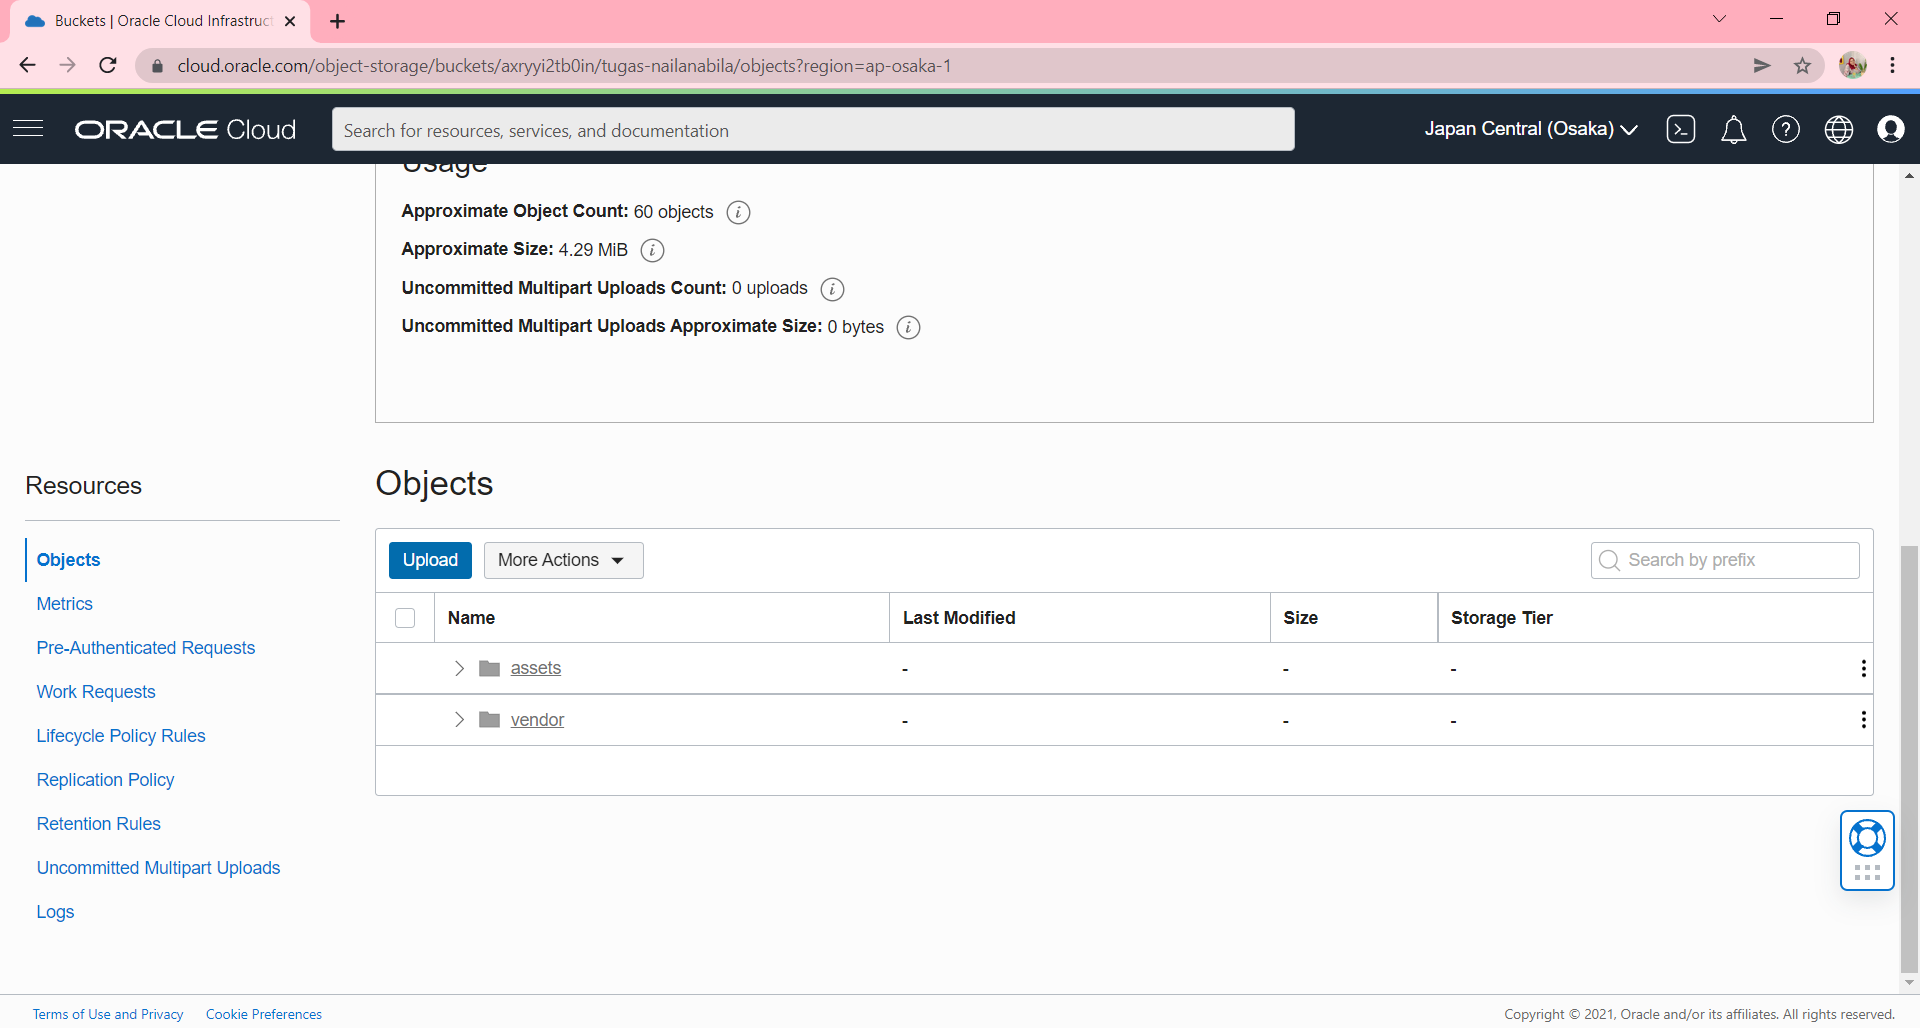 Buckets | Oracle Cloud Infrastruct
cloud.oracle.com/object-storage/buckets/axryyi2tb0in/tugas-nailanabila/objects?region=ap-osaka-1
ORACLE Cloud
Search for resources, services, and documentation
Japan Central (Osaka)
Usage
Approximate Object Count: 60 objects
Approximate Size: 4.29 MiB
Uncommitted Multipart Uploads Count: 0 uploads
Uncommitted Multipart Uploads Approximate Size: 0 bytes
Resources
Objects
Metrics
Pre-Authenticated Requests
Work Requests
Lifecycle Policy Rules
Replication Policy
Retention Rules
Uncommitted Multipart Uploads
Logs
Objects
Upload More Actions
Search by prefix
Name Last Modified Size Storage Tier
assets - - -
vendor - - -
Terms of Use and Privacy Cookie Preferences
Copyright © 2021, Oracle and/or its affiliates. All rights reserved.